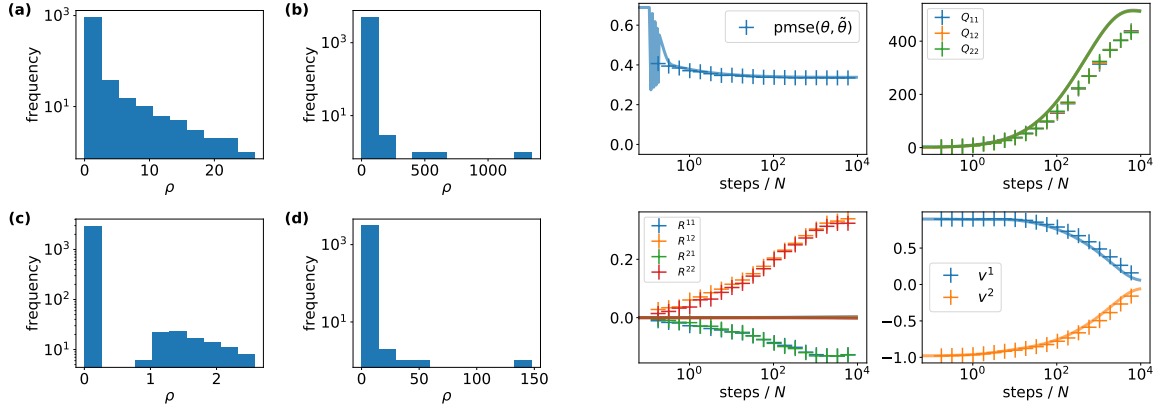 (a)
frequency
10³
10¹
0
10
20
ρ
(b)
frequency
10³
10¹
0
500
1000
ρ
(c)
frequency
10³
10²
10¹
0
1
2
ρ
(d)
frequency
10³
10¹
0
50
100
150
ρ
0.6
0.4
0.2
0.0
10⁰
10²
10⁴
steps / N
pmse(θ, θ̃)
400
200
0
10⁰
10²
10⁴
steps / N
Q₁₁
Q₁₂
Q₂₂
0.2
0.0
10⁰
10²
10⁴
steps / N
R¹¹
R¹²
R²¹
R²²
0.5
0.0
−0.5
−1.0
10⁰
10²
10⁴
steps / N
v¹
v²